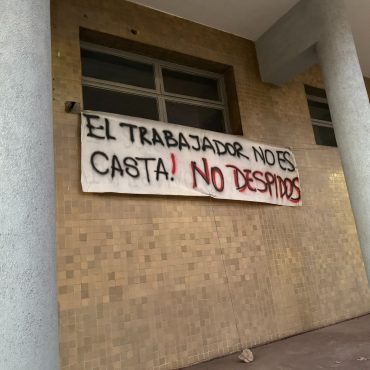 EL TRABAJADOR NO ES
CASTA! NO DESPIDOS